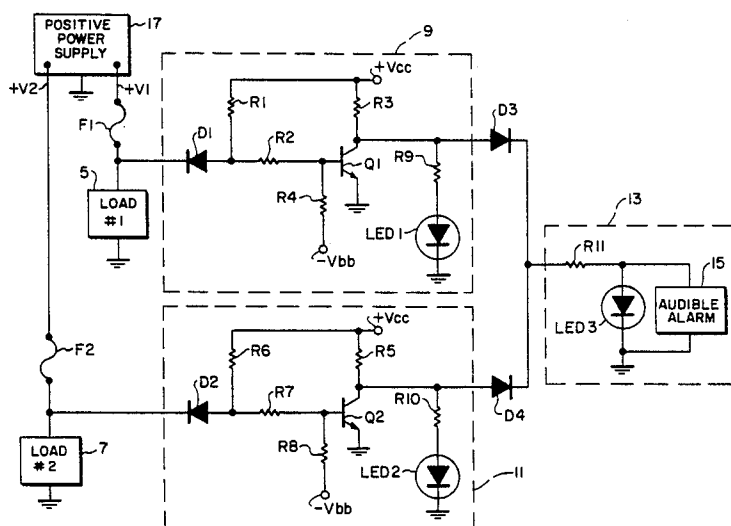 POSITIVE
POWER
SUPPLY
17
+V2
+V1
F1
5
LOAD
#1
9
+Vcc
R1
R3
D1
R2
Q1
R4
-Vbb
R9
LED1
D3
13
R11
15
LED3
AUDIBLE
ALARM
F2
LOAD
#2
7
+Vcc
R6
R5
D2
R7
Q2
R8
-Vbb
R10
LED2
D4
11